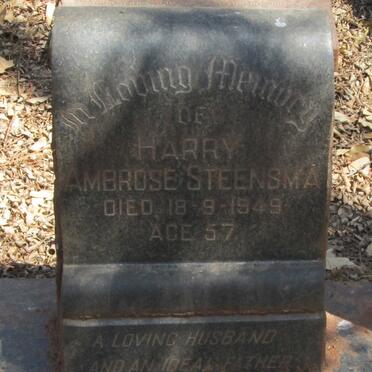 In Loving Memory
OF
HARRY
AMBROSE STEENSMA
DIED 18-9-1949
AGE 57
A LOVING HUSBAND
AND AN IDEAL FATHER